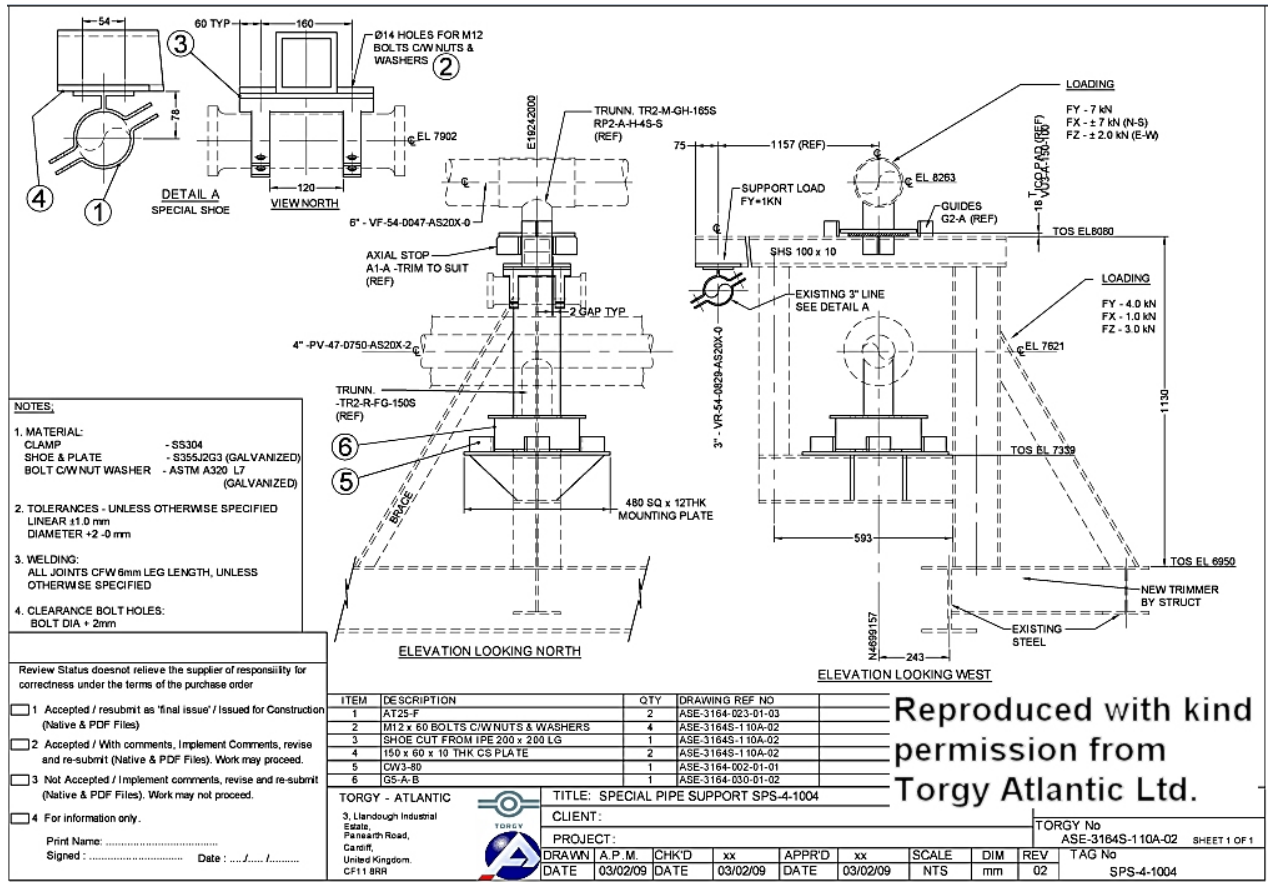 54
60 TYP
160
Ø14 HOLES FOR M12
BOLTS C/W NUTS &
WASHERS
2
3
78
4
1
DETAIL A
SPECIAL SHOE
120
VIEW NORTH
EL 7902
E19242000
TRUNN. TR2-M-GH-165S
RP2-A-H-4S-S
(REF)
6" - VF-54-0047-AS20X-0
AXIAL STOP
A1-A -TRIM TO SUIT
(REF)
2 GAP TYP
4" -PV-47-0750-AS20X-2
TRUNN.
-TR2-R-FG-150S
(REF)
6
5
BRACE
480 SQ x 12THK
MOUNTING PLATE
ELEVATION LOOKING NORTH
75
1157 (REF)
LOADING
FY - 7 kN
FX - ± 7 kN (N-S)
FZ - ± 2.0 kN (E-W)
SUPPORT LOAD
FY=1KN
EL 8263
GUIDES
G2-A (REF)
18
PAD (REF)
TOS EL8080
SHS 100 x 10
EXISTING 3" LINE
SEE DETAIL A
LOADING
FY - 4.0 kN
FX - 1.0 kN
FZ - 3.0 kN
EL 7621
3" - VR-54-0829-AS20X-0
1130
TOS EL 7339
593
TOS EL 6950
NEW TRIMMER
BY STRUCT
EXISTING
STEEL
N4699157
243
ELEVATION LOOKING WEST
NOTES;
1. MATERIAL:
CLAMP - SS304
SHOE & PLATE - S355J2G3 (GALVANIZED)
BOLT C/W NUT WASHER - ASTM A320 L7
(GALVANIZED)
2. TOLERANCES - UNLESS OTHERWISE SPECIFIED
LINEAR ±1.0 mm
DIAMETER +2 -0 mm
3. WELDING:
ALL JOINTS CFW 6mm LEG LENGTH, UNLESS
OTHERWISE SPECIFIED
4. CLEARANCE BOLT HOLES:
BOLT DIA + 2mm
Review Status doesnot relieve the supplier of responsiility for
correctness under the terms of the purchase order
1 Accepted / resubmit as 'final issue' / Issued for Construction
(Native & PDF Files)
2 Accepted / With comments, Implement Comments, revise
and re-submit (Native & PDF Files). Work may proceed.
3 Not Accepted / Implement comments, revise and re-submit
(Native & PDF Files). Work may not proceed.
4 For information only.
Print Name: ..............................
Signed : .............................. Date : ..../...../..........
ITEM DESCRIPTION QTY DRAWING REF NO
1 AT25-F 2 ASE-3164-023-01-03
2 M12 x 60 BOLTS C/W NUTS & WASHERS 4 ASE-3164S-110A-02
3 SHOE CUT FROM IPE 200 x 200 LG 1 ASE-3164S-110A-02
4 150 x 60 x 10 THK CS PLATE 2 ASE-3164S-110A-02
5 CW3-80 1 ASE-3164-002-01-01
6 G5-A-B 1 ASE-3164-030-01-02
Reproduced with kind
permission from
Torgy Atlantic Ltd.
TORGY - ATLANTIC
3, Llandough Industrial
Estate,
Panearth Road,
Cardiff,
United Kingdom.
CF11 8RR
TORGY
TITLE: SPECIAL PIPE SUPPORT SPS-4-1004
CLIENT:
PROJECT:
TORGY No
ASE-3164S-110A-02 SHEET 1 OF 1
DRAWN A.P.M. CHK'D xx APPR'D xx SCALE DIM REV TAG No
DATE 03/02/09 DATE 03/02/09 DATE 03/02/09 NTS mm 02 SPS-4-1004